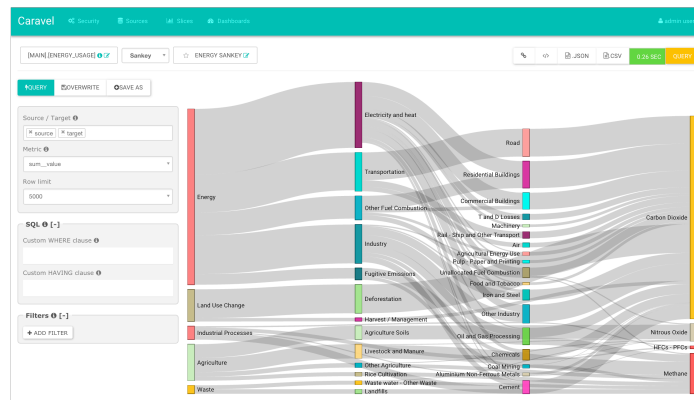 Caravel Security Sources Slices Dashboards admin user
[MAIN].[ENERGY_USAGE] Sankey ENERGY SANKEY </> .JSON .CSV 0.26 SEC QUERY
QUERY OVERWRITE SAVE AS
Source / Target
× source × target
Metric
sum__value
Row limit
5000
SQL [-]
Custom WHERE clause
Custom HAVING clause
Filters [-]
+ ADD FILTER
Energy
Land Use Change
Industrial Processes
Agriculture
Waste
Electricity and heat
Transportation
Other Fuel Combustion
Industry
Fugitive Emissions
Deforestation
Harvest / Management
Agriculture Soils
Livestock and Manure
Other Agriculture
Rice Cultivation
Waste water - Other Waste
Landfills
Road
Residential Buildings
Commercial Buildings
T and D Losses
Machinery
Rail - Ship and Other Transport
Air
Agricultural Energy Use
Pulp - Paper and Printing
Unallocated Fuel Combustion
Food and Tobacco
Iron and Steel
Other Industry
Oil and Gas Processing
Chemicals
Coal Mining
Aluminium Non-Ferrous Metals
Cement
Carbon Dioxide
Nitrous Oxide
HFCs - PFCs
Methane